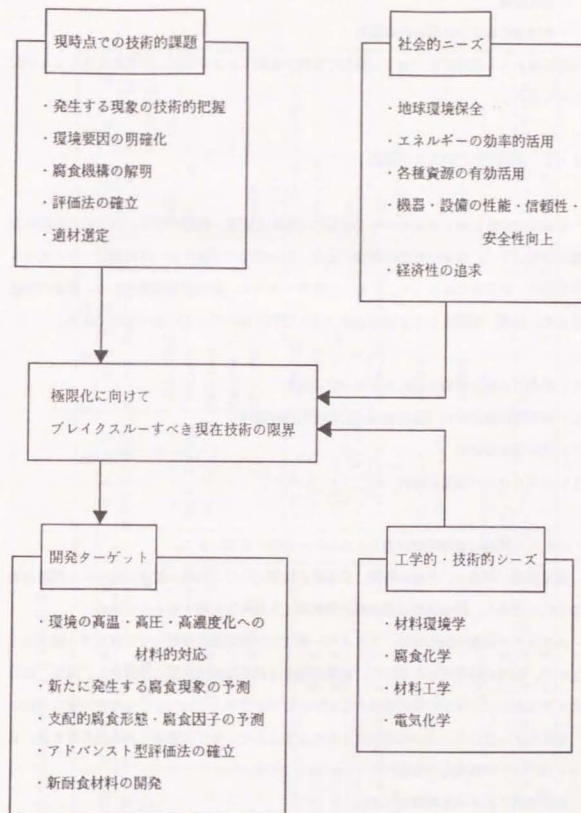 現時点での技術的課題
・発生する現象の技術的把握
・環境要因の明確化
・腐食機構の解明
・評価法の確立
・適材選定
社会的ニーズ
・地球環境保全
・エネルギーの効率的活用
・各種資源の有効活用
・機器・設備の性能・信頼性・
安全性向上
・経済性の追求
極限化に向けて
ブレイクスルーすべき現在技術の限界
開発ターゲット
・環境の高温・高圧・高濃度化への
材料的対応
・新たに発生する腐食現象の予測
・支配的腐食形態・腐食因子の予測
・アドバンスト型評価法の確立
・新耐食材料の開発
工学的・技術的シーズ
・材料環境学
・腐食化学
・材料工学
・電気化学